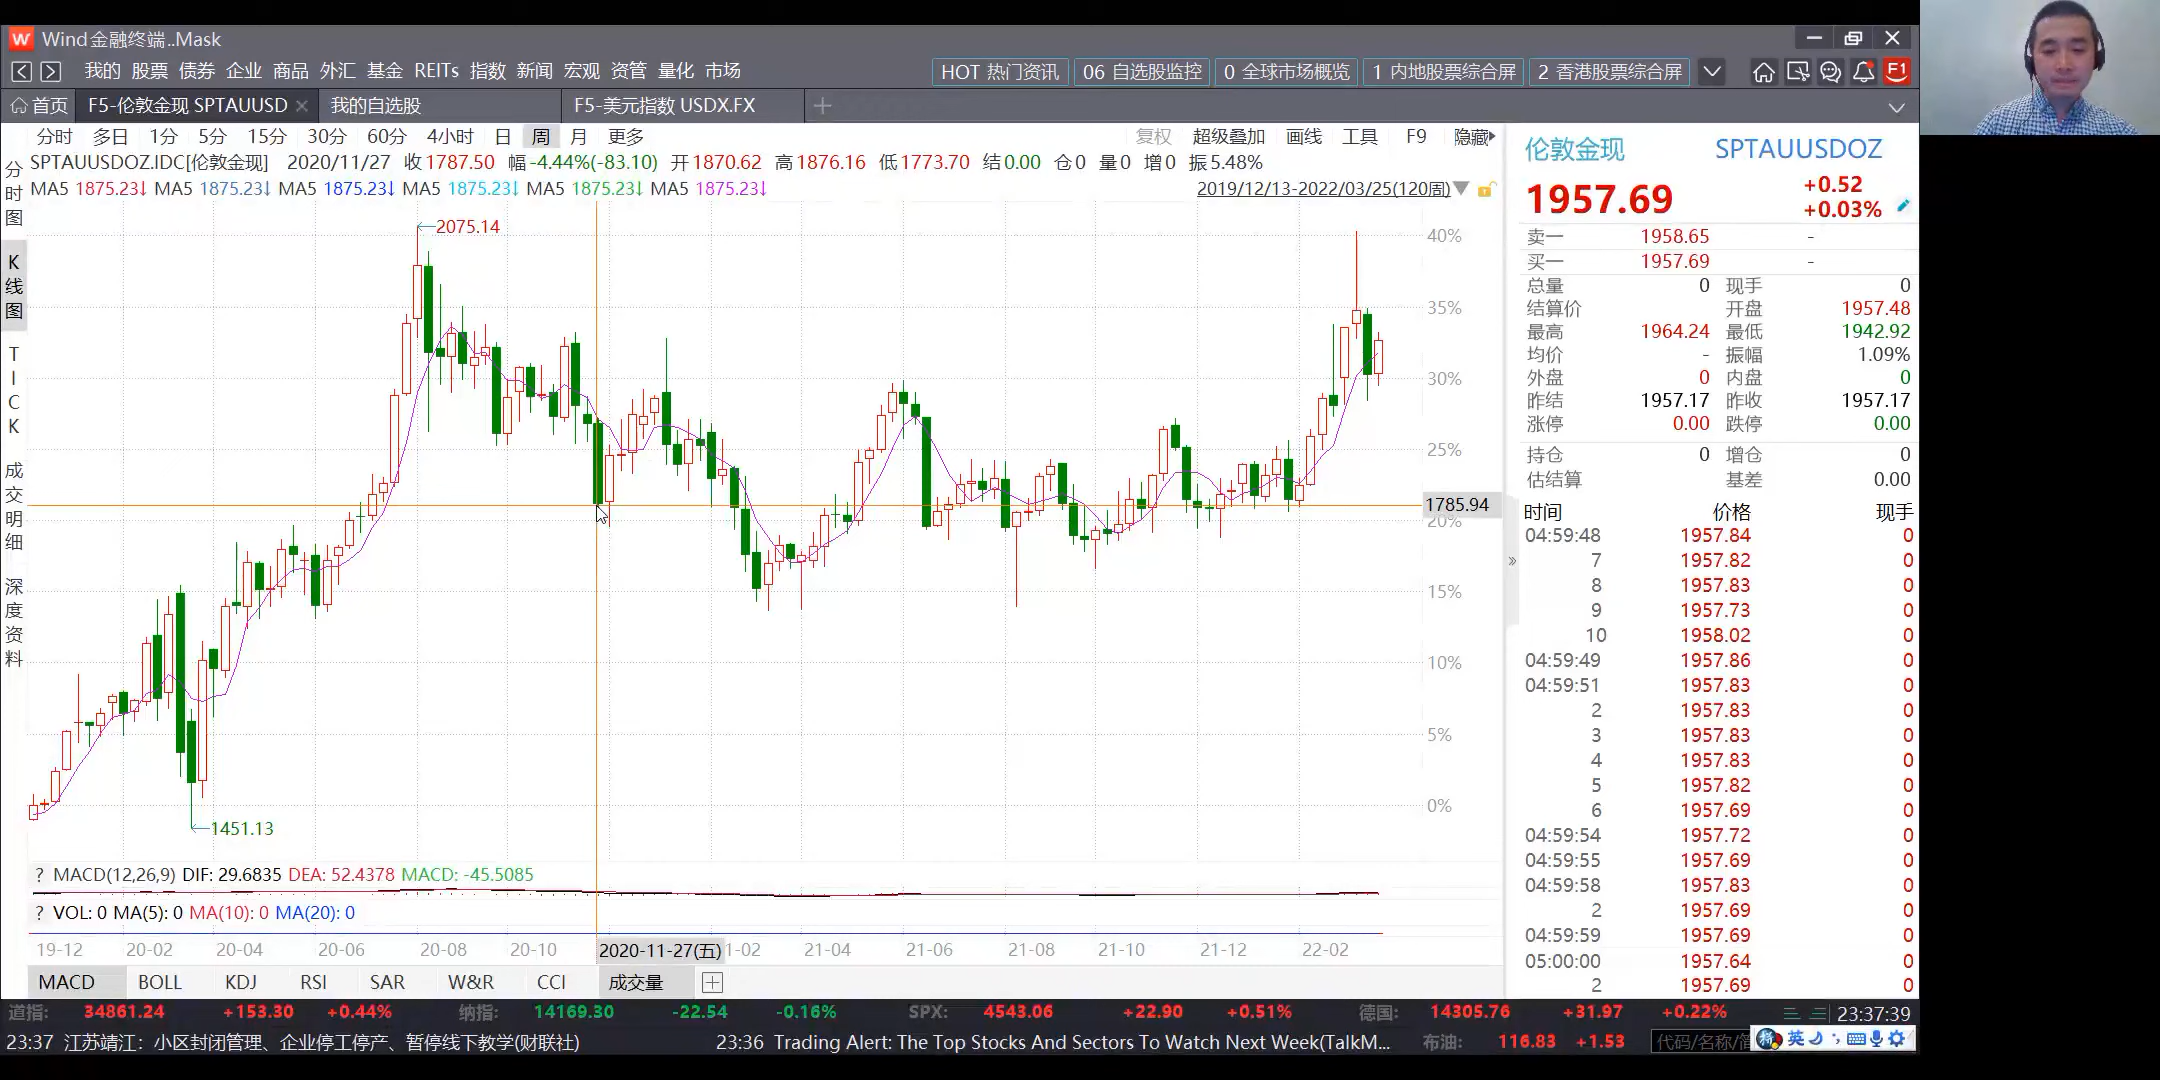 Wind金融终端..Mask
我的 股票 债券 企业 商品 外汇 基金 REITs 指数 新闻 宏观 资管 量化 市场
HOT 热门资讯 06 自选股监控 0 全球市场概览 1 内地股票综合屏 2 香港股票综合屏 F1
首页 F5-伦敦金现 SPTAUUSD 我的自选股 F5-美元指数 USDX.FX
分时 多日 1分 5分 15分 30分 60分 4小时 日 周 月 更多 复权 超级叠加 画线 工具 F9 隐藏
SPTAUUSDOZ.IDC[伦敦金现] 2020/11/27 收1787.50 幅-4.44%(-83.10) 开1870.62 高1876.16 低1773.70 结0.00 仓0 量0 增0 振5.48%
MA5 1875.23↓ MA5 1875.23↓ MA5 1875.23↓ MA5 1875.23↓ MA5 1875.23↓ MA5 1875.23↓
2019/12/13-2022/03/25(120周)
分时图
K线图
TICK
成交明细
深度资料
2075.14
1451.13
40%
35%
30%
25%
1785.94
20%
15%
10%
5%
0%
? MACD(12,26,9) DIF: 29.6835 DEA: 52.4378 MACD: -45.5085
? VOL: 0 MA(5): 0 MA(10): 0 MA(20): 0
19-12 20-02 20-04 20-06 20-08 20-10 2020-11-27(五) 1-02 21-04 21-06 21-08 21-10 21-12 22-02
MACD BOLL KDJ RSI SAR W&R CCI 成交量
伦敦金现 SPTAUUSDOZ
1957.69 +0.52
+0.03%
卖一 1958.65 -
买一 1957.69 -
总量 0 现手 0
结算价 开盘 1957.48
最高 1964.24 最低 1942.92
均价 - 振幅 1.09%
外盘 0 内盘 0
昨结 1957.17 昨收 1957.17
涨停 0.00 跌停 0.00
持仓 0 增仓 0
估结算 基差 0.00
时间 价格 现手
04:59:48 1957.84 0
7 1957.82 0
8 1957.83 0
9 1957.73 0
10 1958.02 0
04:59:49 1957.86 0
04:59:51 1957.83 0
2 1957.83 0
3 1957.83 0
4 1957.83 0
5 1957.82 0
6 1957.69 0
04:59:54 1957.72 0
04:59:55 1957.69 0
04:59:58 1957.83 0
2 1957.69 0
04:59:59 1957.69 0
05:00:00 1957.64 0
2 1957.69 0
道指: 34861.24 +153.30 +0.44% 纳指: 14169.30 -22.54 -0.16% SPX: 4543.06 +22.90 +0.51% 德国: 14305.76 +31.97 +0.22% 23:37:39
23:37 江苏靖江：小区封闭管理、企业停工停产、暂停线下教学(财联社) 23:36 Trading Alert: The Top Stocks And Sectors To Watch Next Week(TalkM... 布油: 116.83 +1.53 代码/名称/简
英